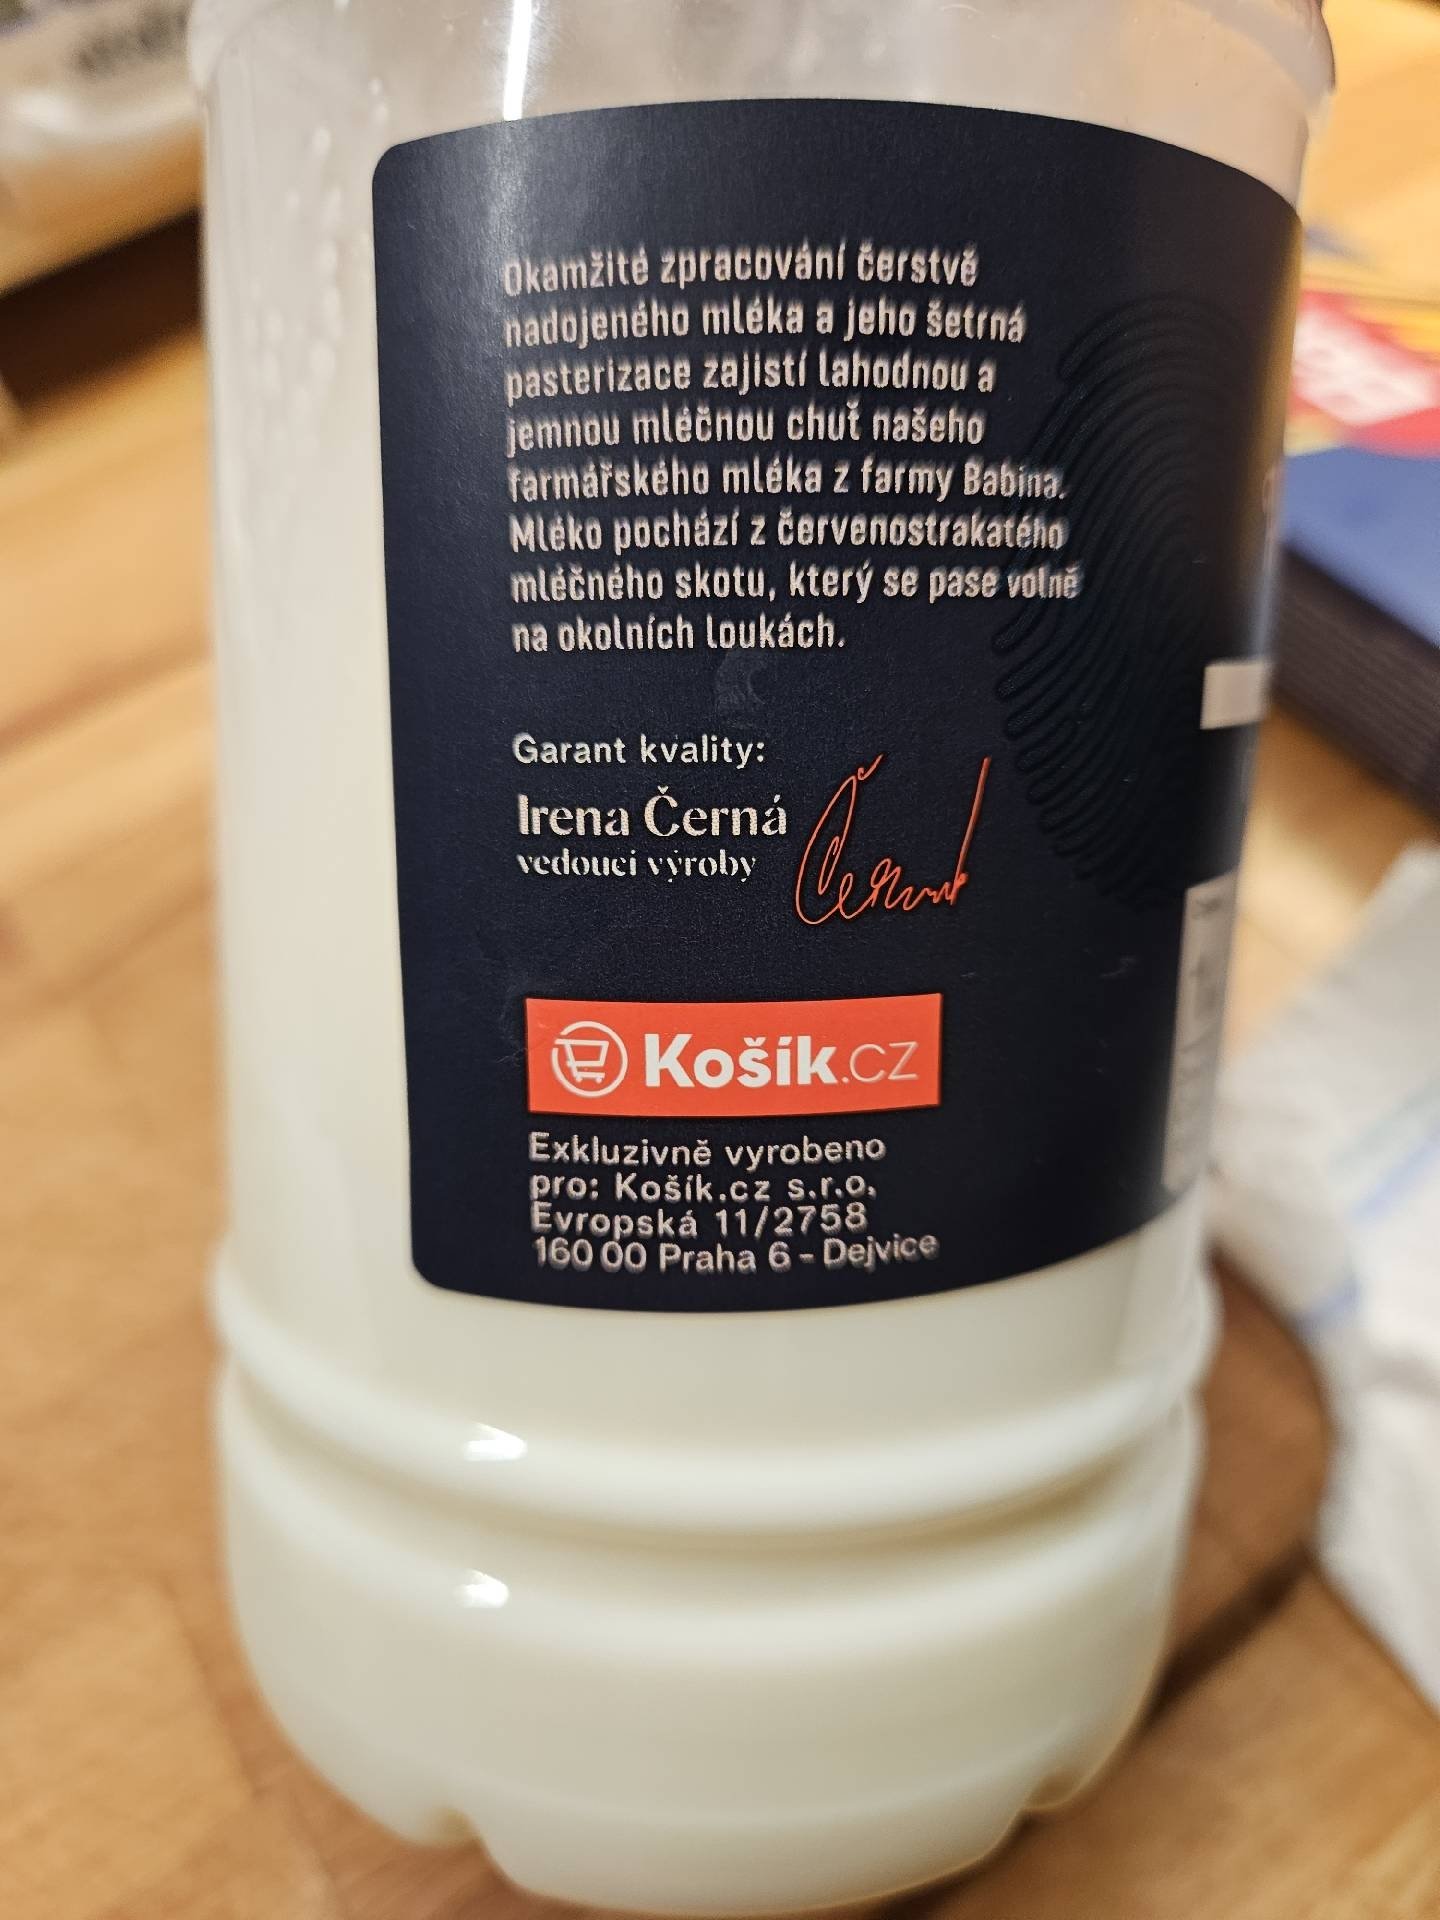 Okamžité zpracování čerstvě
nadojeného mléka a jeho šetrná
pasterizace zajistí lahodnou a
jemnou mléčnou chuť našeho
farmářského mléka z farmy Babina.
Mléko pochází z červenostrakatého
mléčného skotu, který se pase volně
na okolních loukách.
Garant kvality:
Irena Černá
vedoucí výroby
Košík.cz
Exkluzivně vyrobeno
pro: Košík.cz s.r.o.
Evropská 11/2758
160 00 Praha 6 - Dejvice